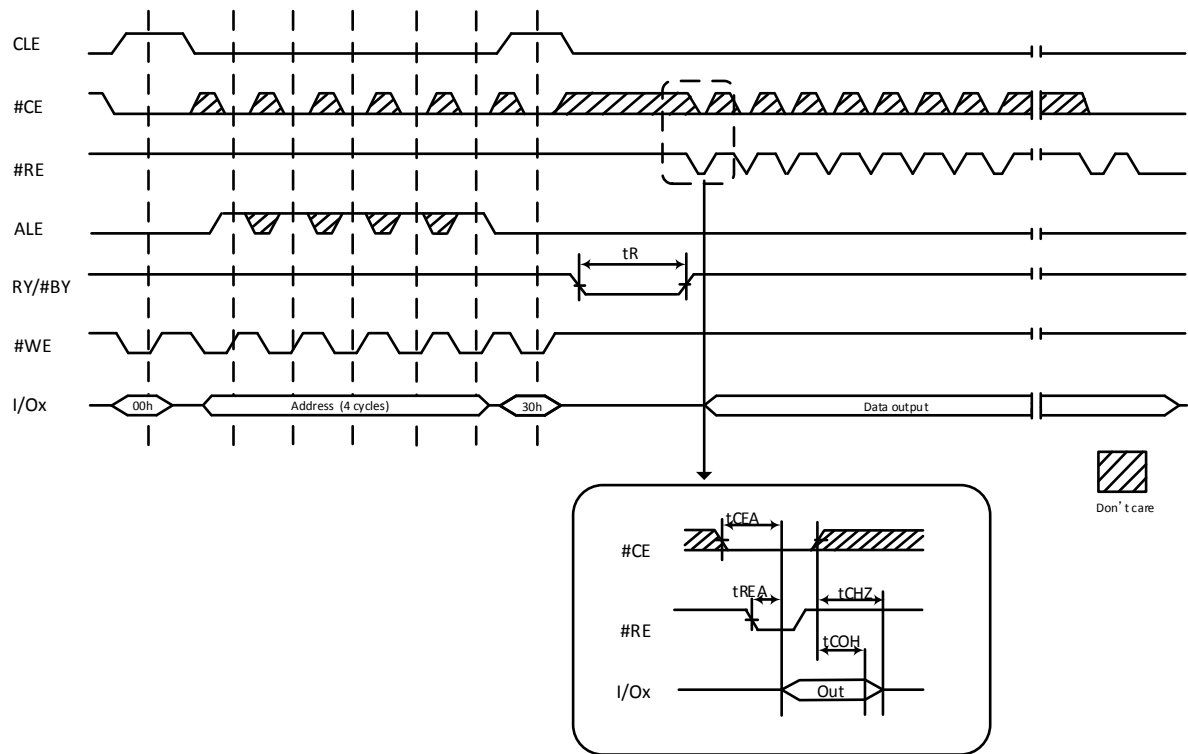 CLE
#CE
#RE
ALE
tR
RY/#BY
#WE
I/Ox
00h
Address (4 cycles)
30h
Data output
Don't care
tCEA
#CE
tREA
tCHZ
#RE
tCOH
I/Ox
Out